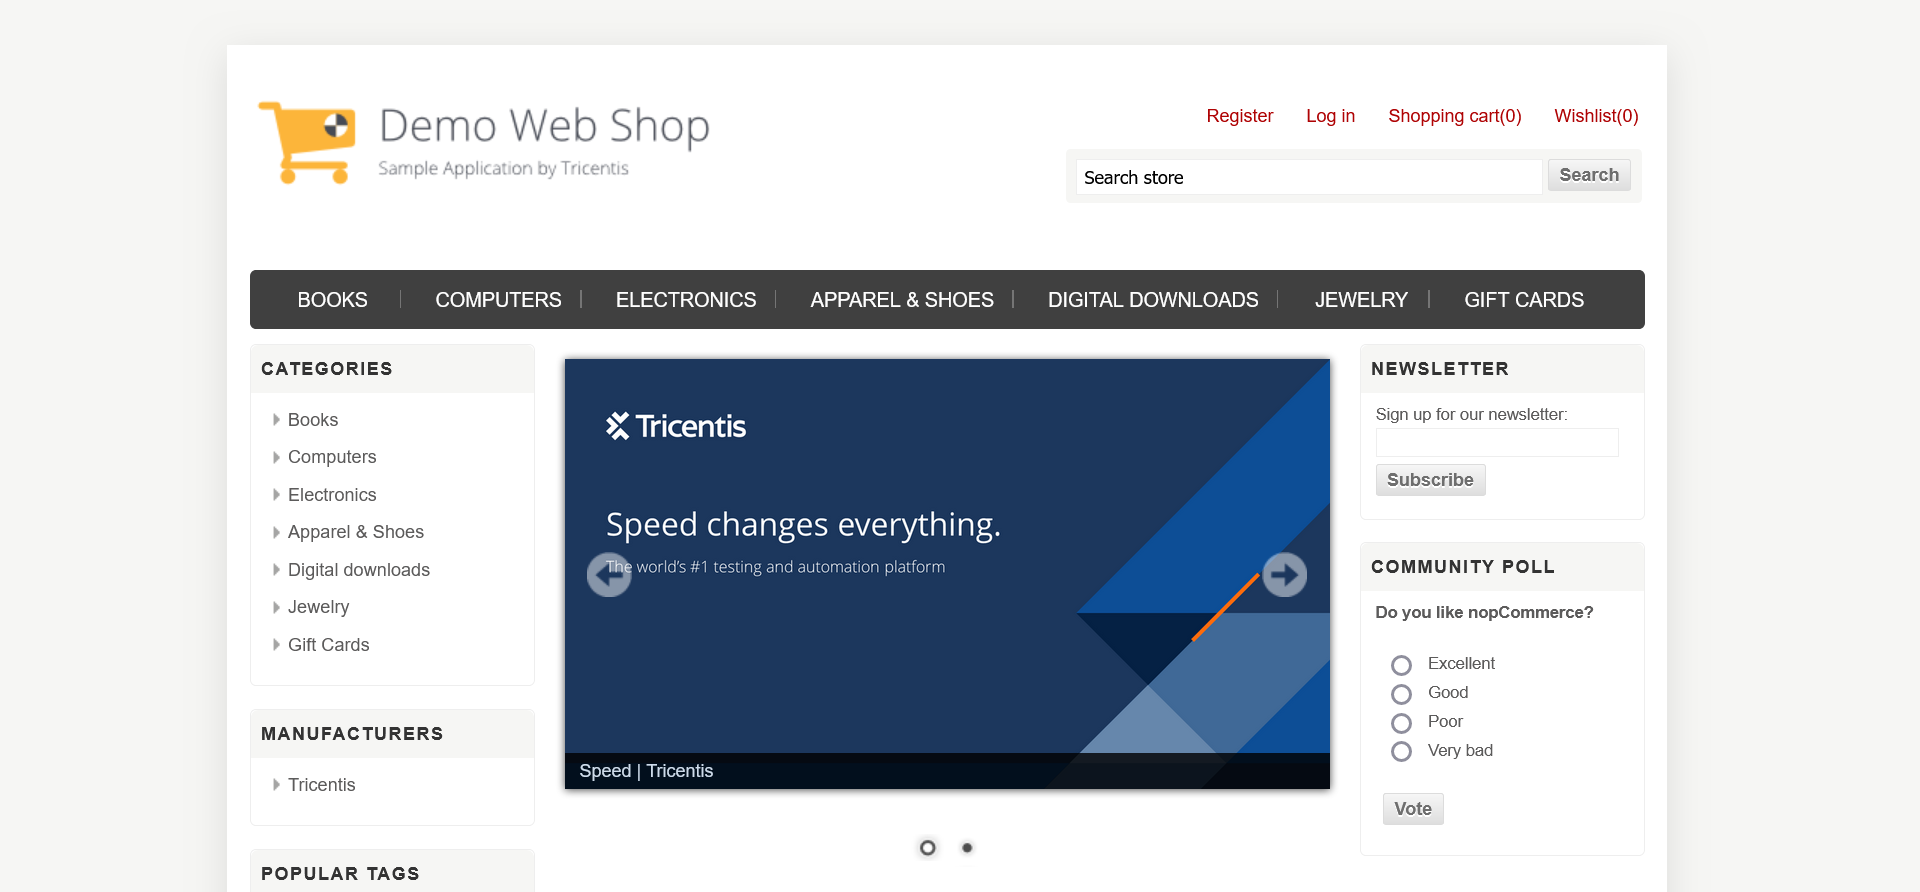 Demo Web Shop
Sample Application by Tricentis
Register Log in Shopping cart(0) Wishlist(0)
Search store Search
BOOKS COMPUTERS ELECTRONICS APPAREL & SHOES DIGITAL DOWNLOADS JEWELRY GIFT CARDS
CATEGORIES
Books
Computers
Electronics
Apparel & Shoes
Digital downloads
Jewelry
Gift Cards
MANUFACTURERS
Tricentis
POPULAR TAGS
Tricentis
Speed changes everything.
The world's #1 testing and automation platform
Speed | Tricentis
NEWSLETTER
Sign up for our newsletter:
Subscribe
COMMUNITY POLL
Do you like nopCommerce?
Excellent
Good
Poor
Very bad
Vote